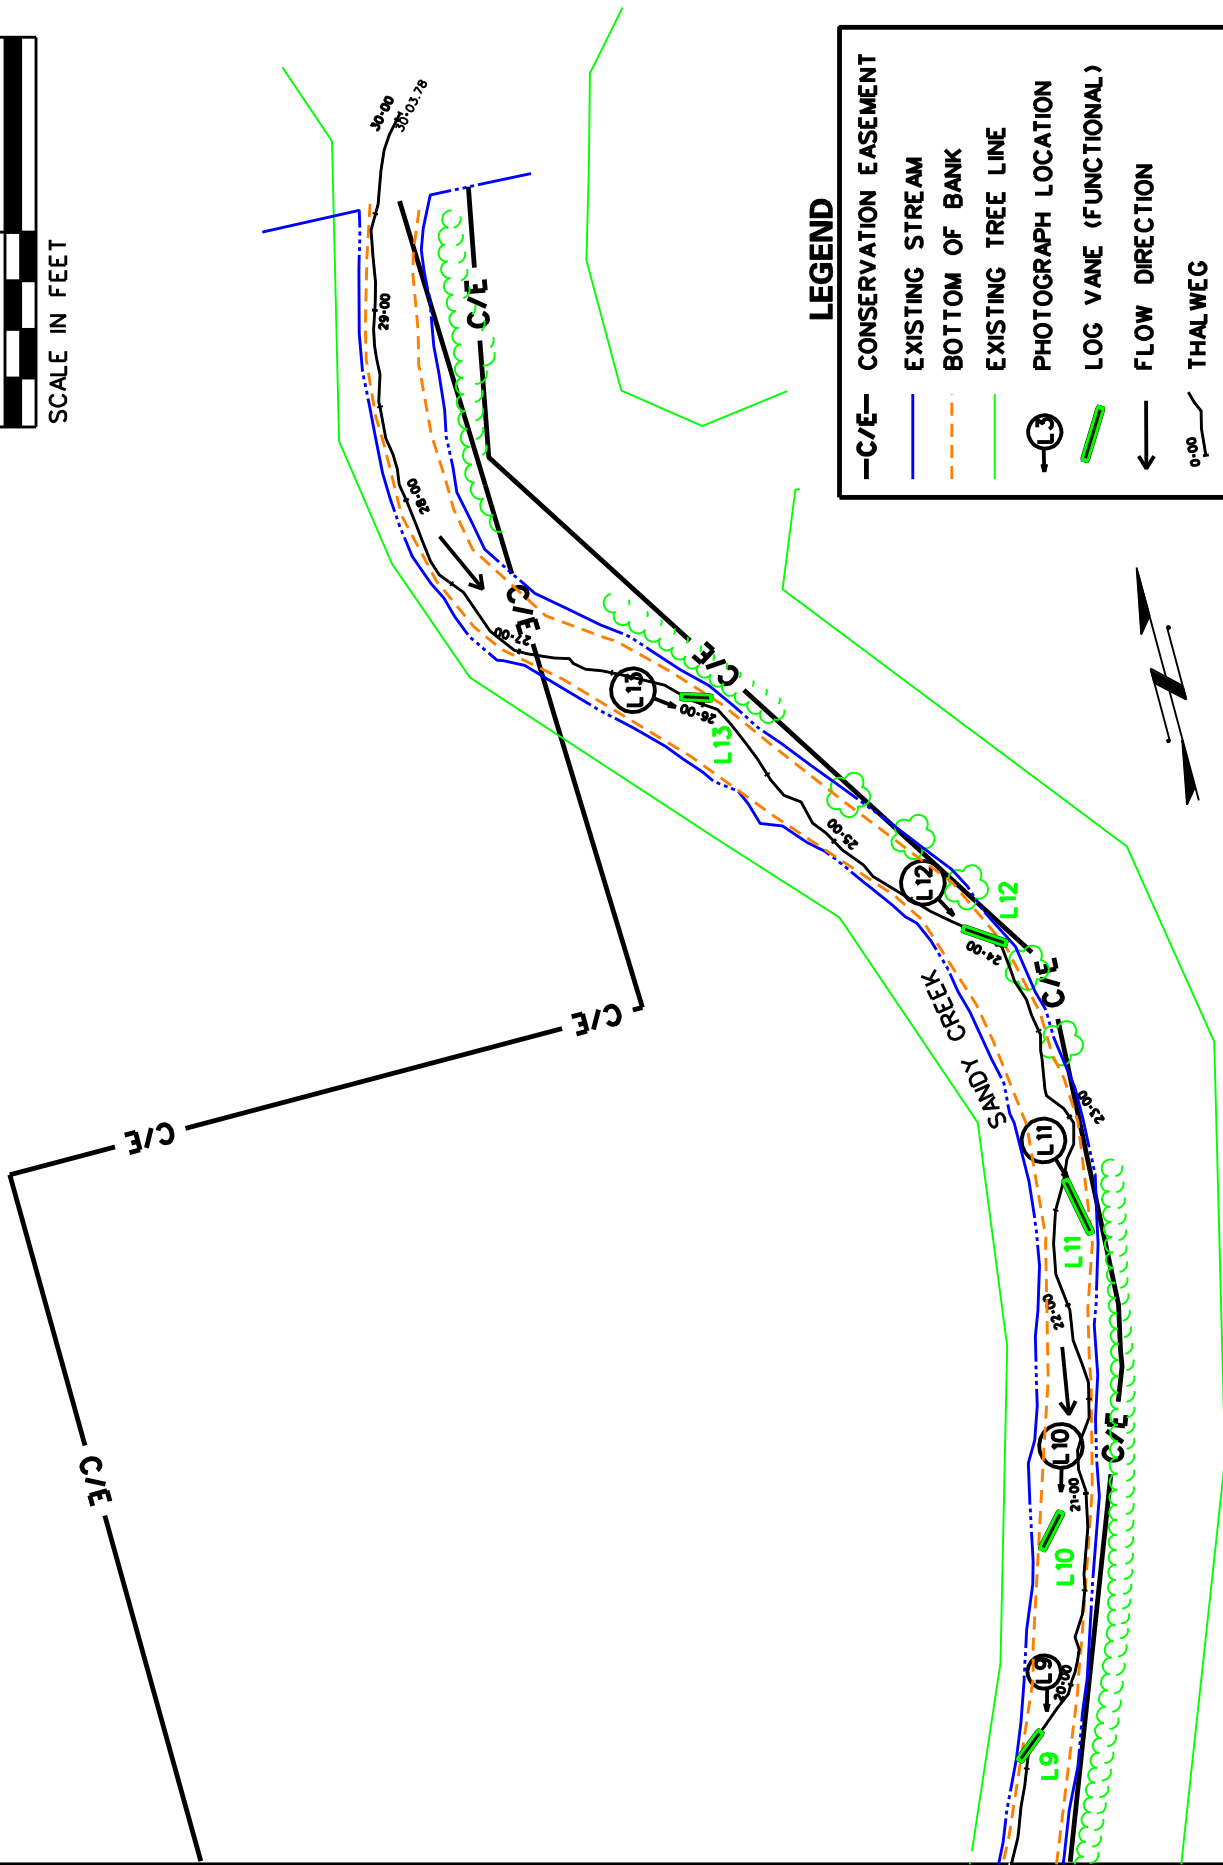 SCALE IN FEET
LEGEND
C/E CONSERVATION EASEMENT
EXISTING STREAM
BOTTOM OF BANK
EXISTING TREE LINE
L3 PHOTOGRAPH LOCATION
LOG VANE (FUNCTIONAL)
FLOW DIRECTION
0+00 THALWEG
30+00
30+03.78
29+00
C/E
28+00
C/E
27+00
C/E
L13
26+00
L13
25+00
L12
L12
24+00
C/E
SANDY CREEK
C/E
C/E
23+00
L11
L11
22+00
C/E
L10
21+00
L10
C/E
L9
20+00
L9